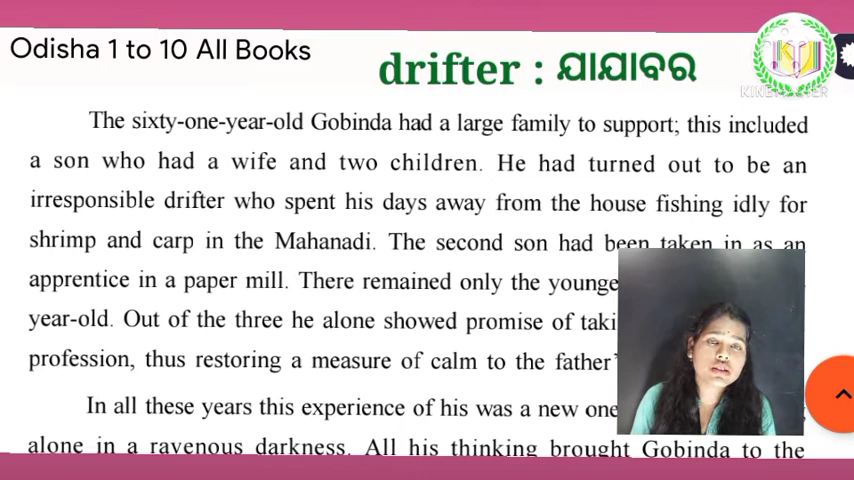 Odisha 1 to 10 All Books
drifter : ଯାଯାବର
KINEMASTER
The sixty-one-year-old Gobinda had a large family to support; this included
a son who had a wife and two children. He had turned out to be an
irresponsible drifter who spent his days away from the house fishing idly for
shrimp and carp in the Mahanadi. The second son had been taken in as an
apprentice in a paper mill. There remained only the
year-old. Out of the three he alone showed promise of
profession, thus restoring a measure of calm to the
In all these years this experience of his was a new one
alone in a ravenous darkness. All his thinking brought Gobinda to the